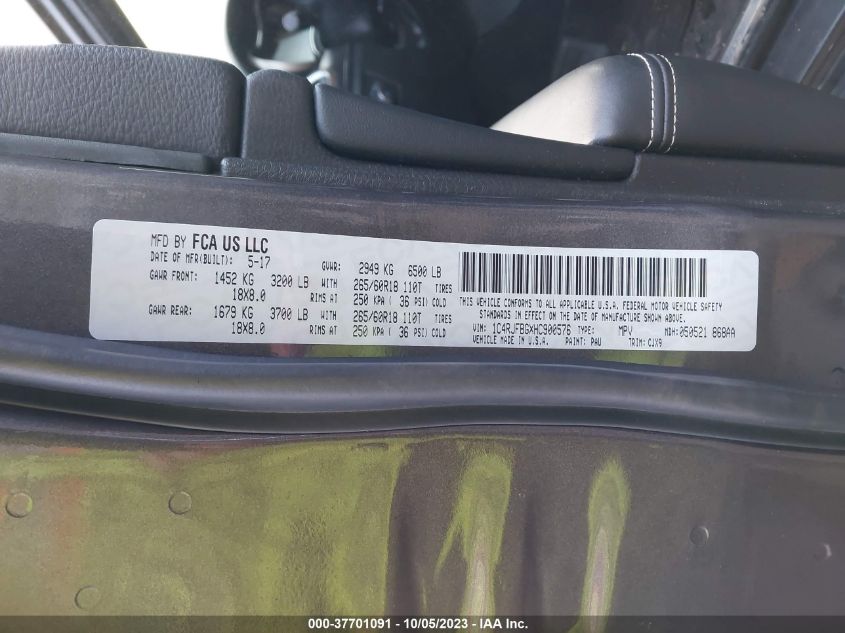 MFD BY FCA US LLC
DATE OF MFR(BUILT): 5-17 GVWR: 2949 KG 6500 LB
GAWR FRONT: 1452 KG 3200 LB WITH 265/60R18 110T TIRES
18X8.0 RIMS AT 250 KPA ( 36 PSI) COLD
GAWR REAR: 1679 KG 3700 LB WITH 265/60R18 110T TIRES
18X8.0 RIMS AT 250 KPA ( 36 PSI) COLD
THIS VEHICLE CONFORMS TO ALL APPLICABLE U.S.A. FEDERAL MOTOR VEHICLE SAFETY
STANDARDS IN EFFECT ON THE DATE OF MANUFACTURE SHOWN ABOVE.
VIN: 1C4RJFBGXHC900576 TYPE: MPV MDH: 050521 868AA
VEHICLE MADE IN U.S.A. PAINT: PAU TRIM: CJX9
000-37701091 - 10/05/2023 - IAA Inc.